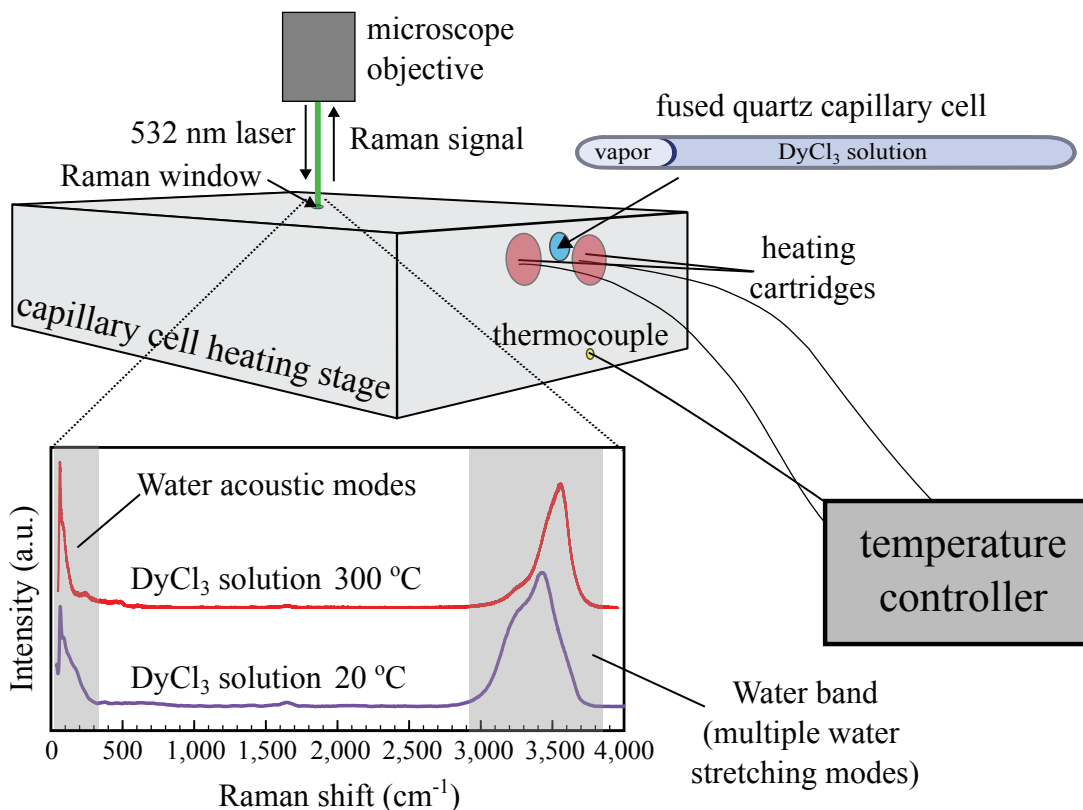 microscope
objective
532 nm laser
Raman signal
Raman window
fused quartz capillary cell
vapor
DyCl₃ solution
heating
cartridges
thermocouple
capillary cell heating stage
temperature
controller
Water acoustic modes
DyCl₃ solution 300 ºC
DyCl₃ solution 20 ºC
Water band
(multiple water
stretching modes)
Intensity (a.u.)
0 500 1,000 1,500 2,000 2,500 3,000 3,500 4,000
Raman shift (cm⁻¹)